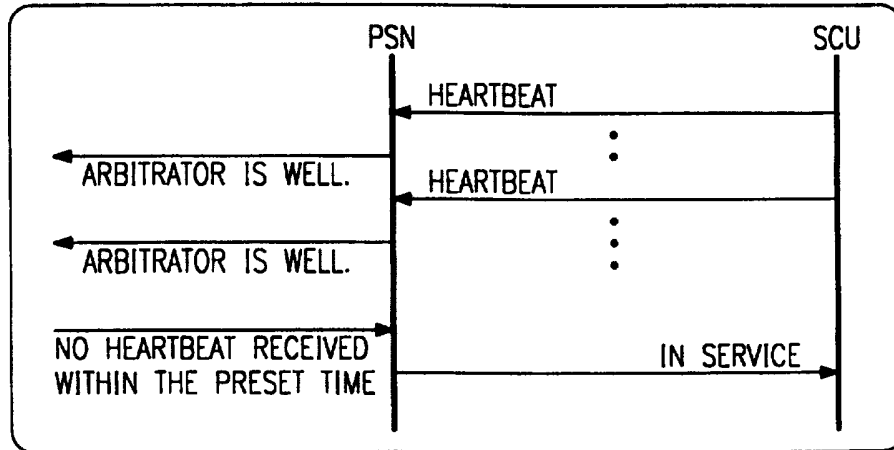 PSN
SCU
HEARTBEAT
ARBITRATOR IS WELL.
HEARTBEAT
ARBITRATOR IS WELL.
NO HEARTBEAT RECEIVED
WITHIN THE PRESET TIME
IN SERVICE